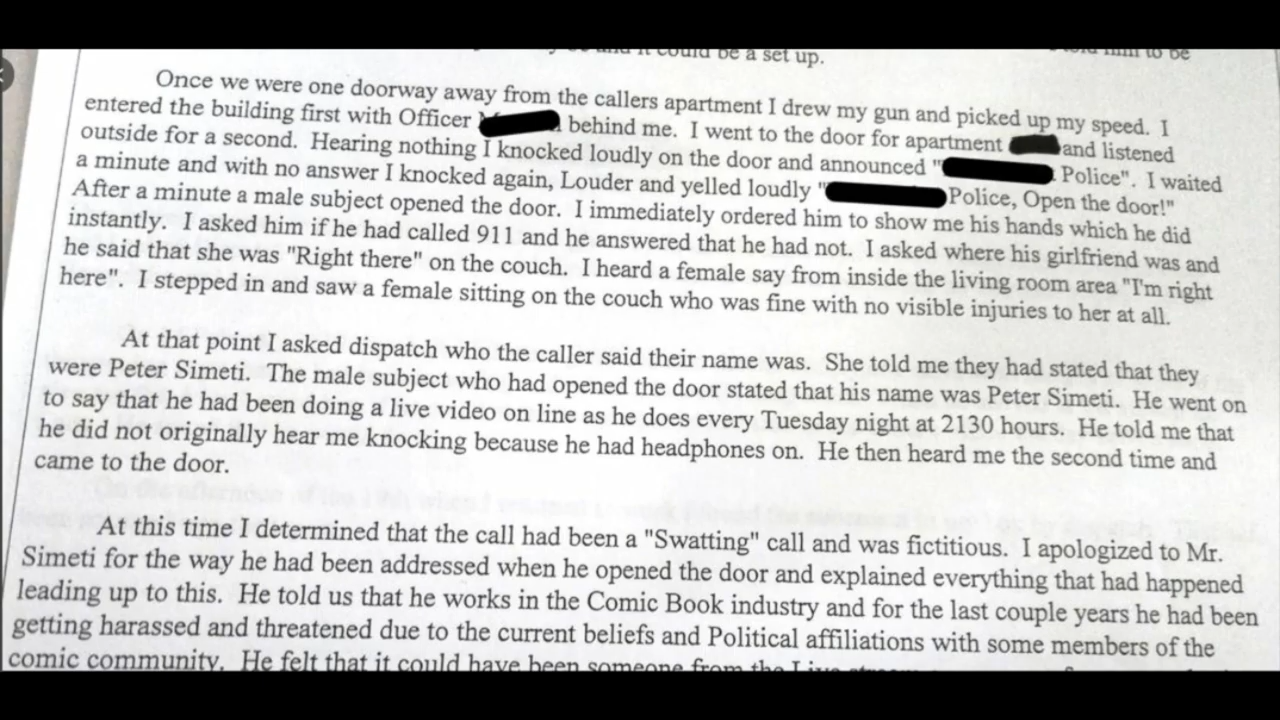 be a set up.
him to be
Once we were one doorway away from the callers apartment I drew my gun and picked up my speed. I
entered the building first with Officer behind me. I went to the door for apartment and listened
outside for a second. Hearing nothing I knocked loudly on the door and announced " Police". I waited
a minute and with no answer I knocked again, Louder and yelled loudly " Police, Open the door!"
After a minute a male subject opened the door. I immediately ordered him to show me his hands which he did
instantly. I asked him if he had called 911 and he answered that he had not. I asked where his girlfriend was and
he said that she was "Right there" on the couch. I heard a female say from inside the living room area "I'm right
here". I stepped in and saw a female sitting on the couch who was fine with no visible injuries to her at all.
At that point I asked dispatch who the caller said their name was. She told me they had stated that they
were Peter Simeti. The male subject who had opened the door stated that his name was Peter Simeti. He went on
to say that he had been doing a live video on line as he does every Tuesday night at 2130 hours. He told me that
he did not originally hear me knocking because he had headphones on. He then heard me the second time and
came to the door.
At this time I determined that the call had been a "Swatting" call and was fictitious. I apologized to Mr.
Simeti for the way he had been addressed when he opened the door and explained everything that had happened
leading up to this. He told us that he works in the Comic Book industry and for the last couple years he had been
getting harassed and threatened due to the current beliefs and Political affiliations with some members of the
comic community. He felt that it could have been someone from the Live